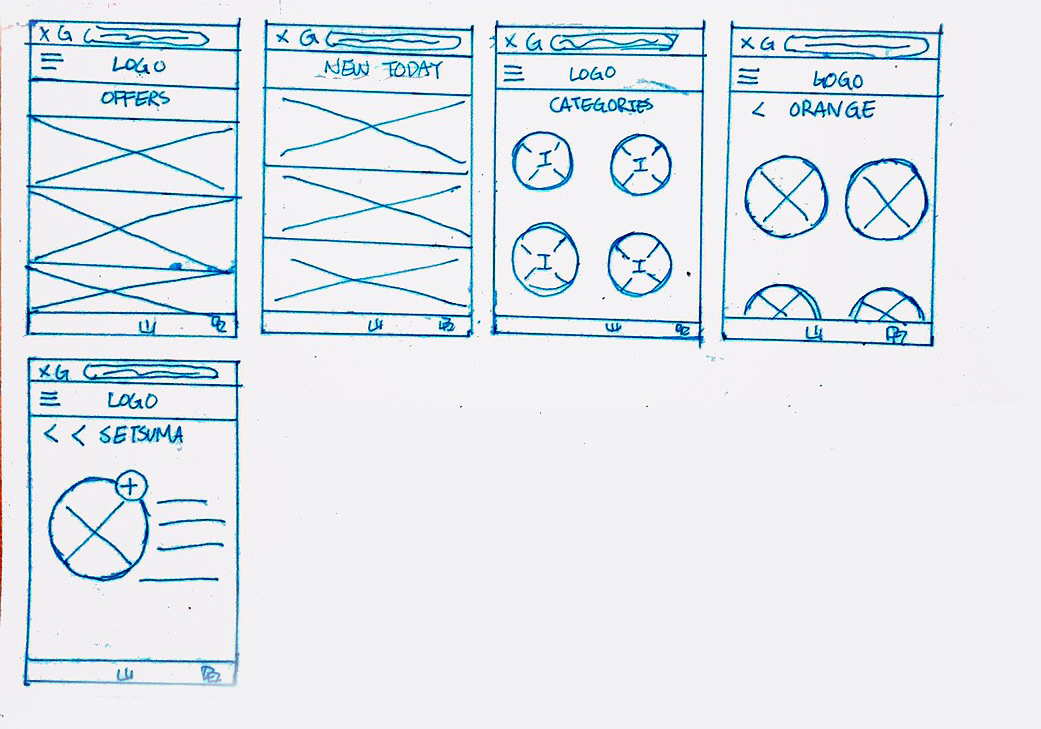 X G
LOGO
OFFERS
X G
NEW TODAY
X G
LOGO
CATEGORIES
I I
I I
X G
LOGO
< ORANGE
X G
LOGO
< < SETSUMA
+